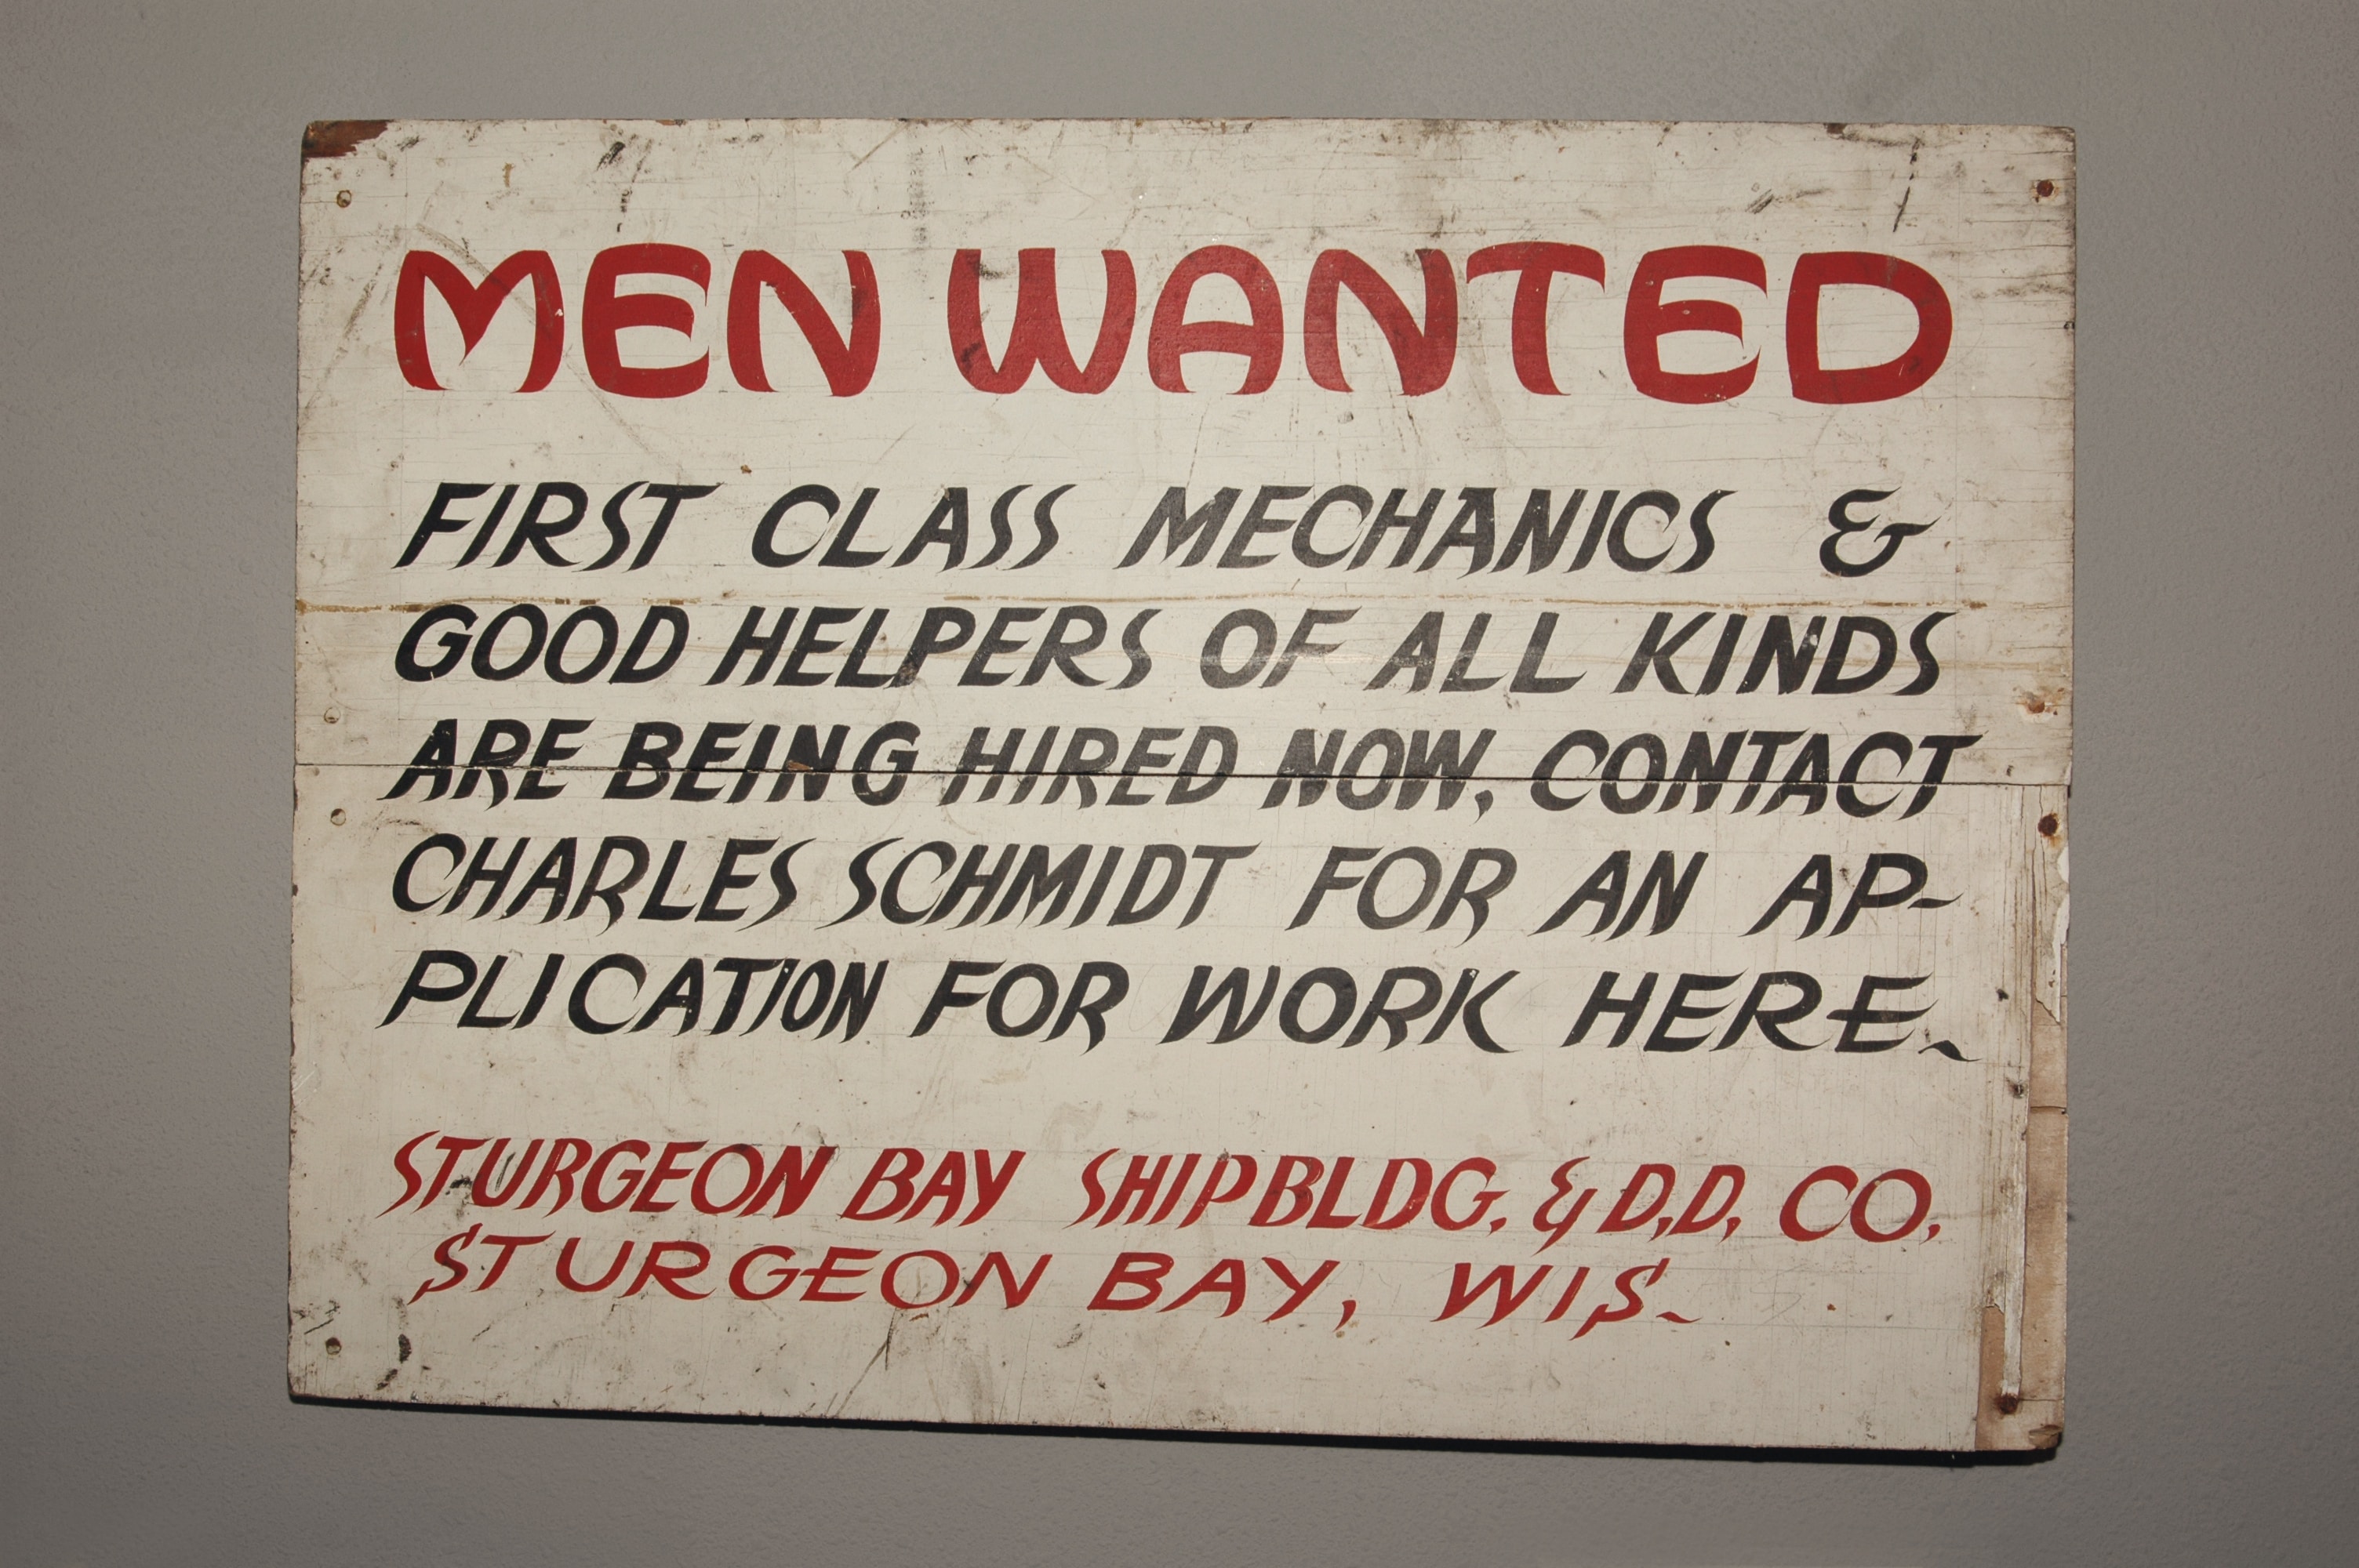 MEN WANTED
FIRST CLASS MECHANICS &
GOOD HELPERS OF ALL KINDS
ARE BEING HIRED NOW, CONTACT
CHARLES SCHMIDT FOR AN AP-
PLICATION FOR WORK HERE.
STURGEON BAY SHIPBLDG. & D.D. CO.
STURGEON BAY, WIS.